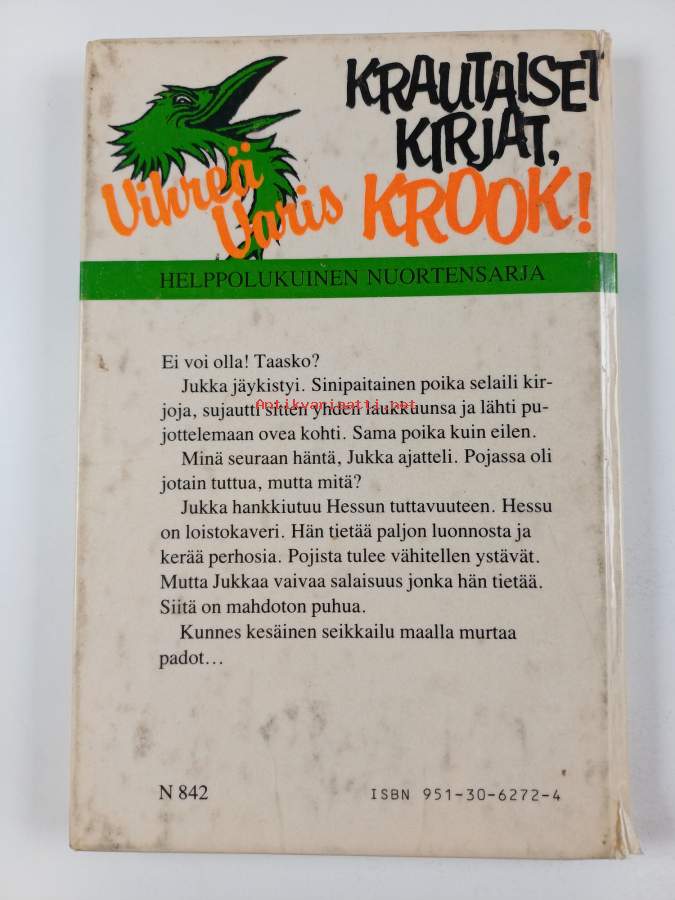 KRAUTAISET
KIRJAT,
Vihreä
Varis
KROOK!
HELPPOLUKUINEN NUORTENSARJA
Ei voi olla! Taasko?
Jukka jäykistyi. Sinipaitainen poika selaili kir-
joja, sujautti sitten yhden laukkuunsa ja lähti pu-
Antikvariaatti.net
jottelemaan ovea kohti. Sama poika kuin eilen.
Minä seuraan häntä, Jukka ajatteli. Pojassa oli
jotain tuttua, mutta mitä?
Jukka hankkiutuu Hessun tuttavuuteen. Hessu
on loistokaveri. Hän tietää paljon luonnosta ja
kerää perhosia. Pojista tulee vähitellen ystävät.
Mutta Jukkaa vaivaa salaisuus jonka hän tietää.
Siitä on mahdoton puhua.
Kunnes kesäinen seikkailu maalla murtaa
padot...
N 842
ISBN 951-30-6272-4